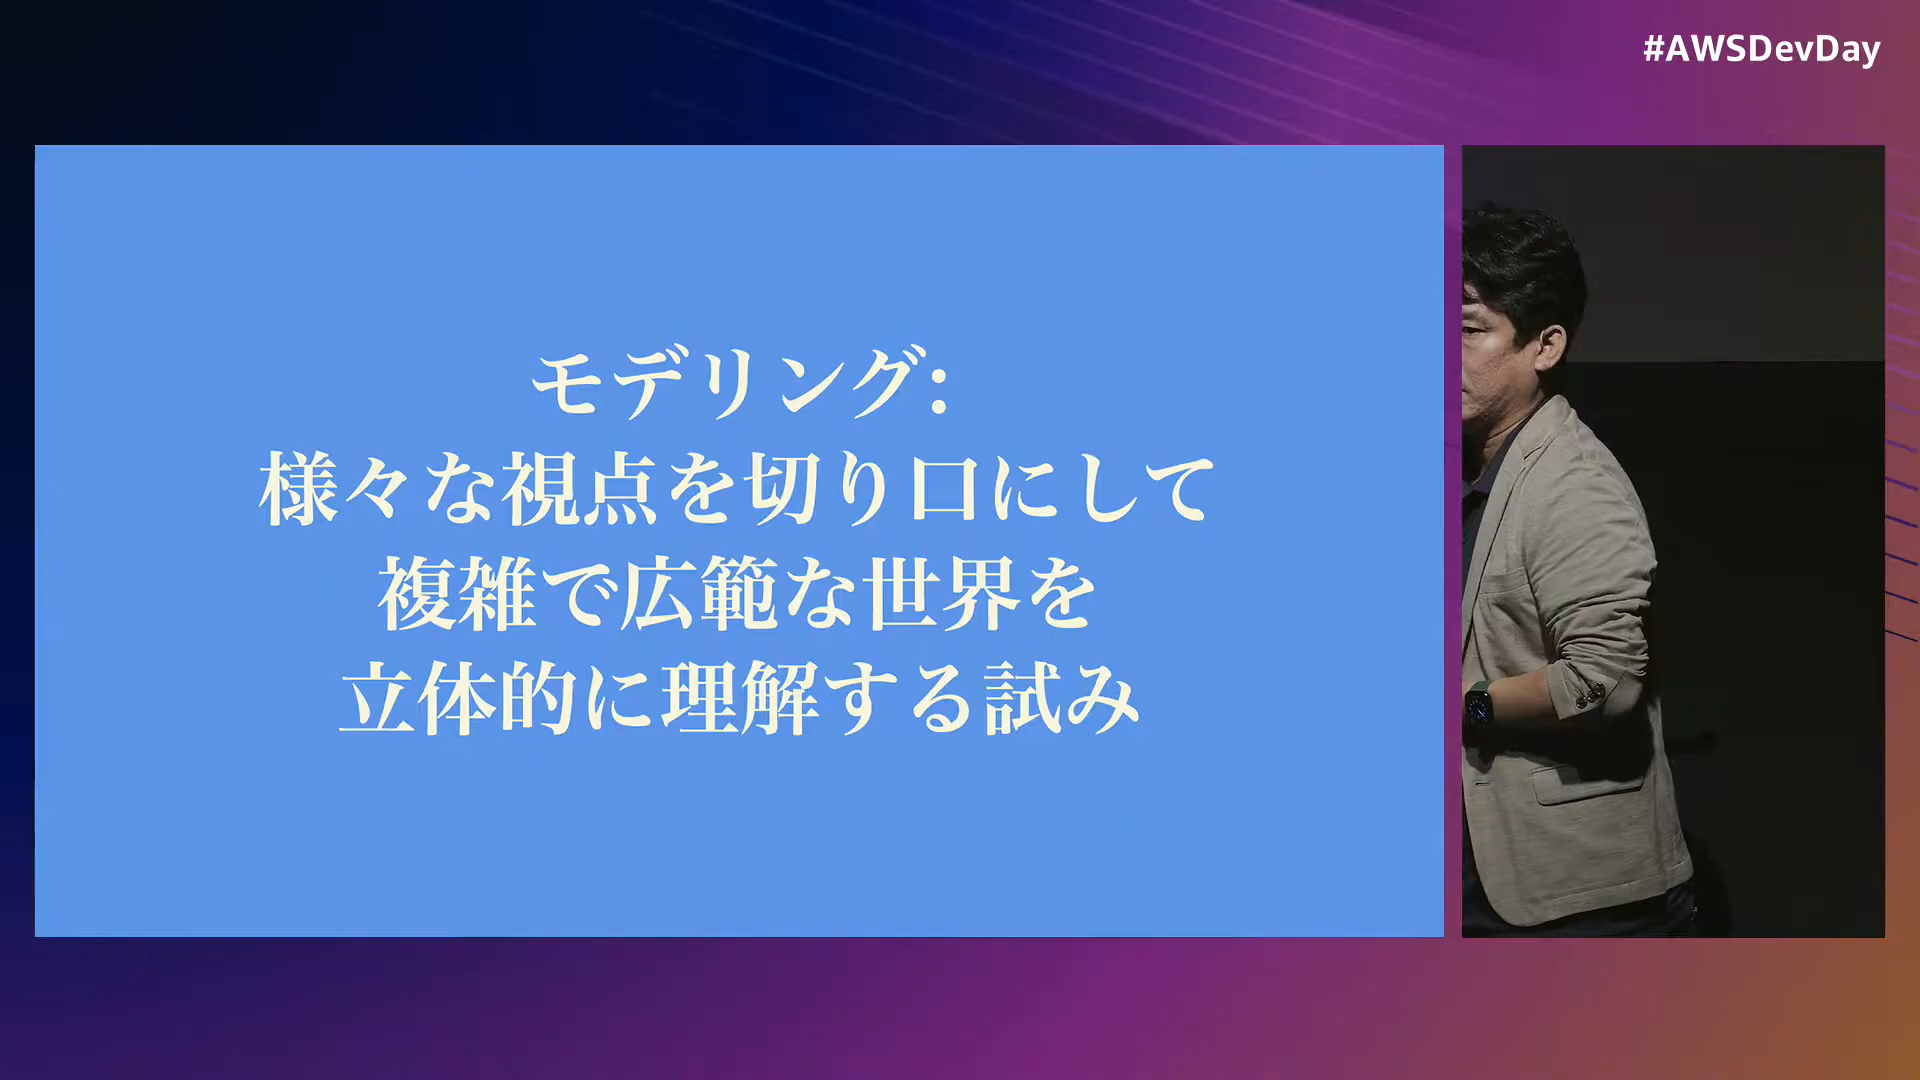 #AWSDevDay
モデリング:
様々な視点を切り口にして
複雑で広範な世界を
立体的に理解する試み